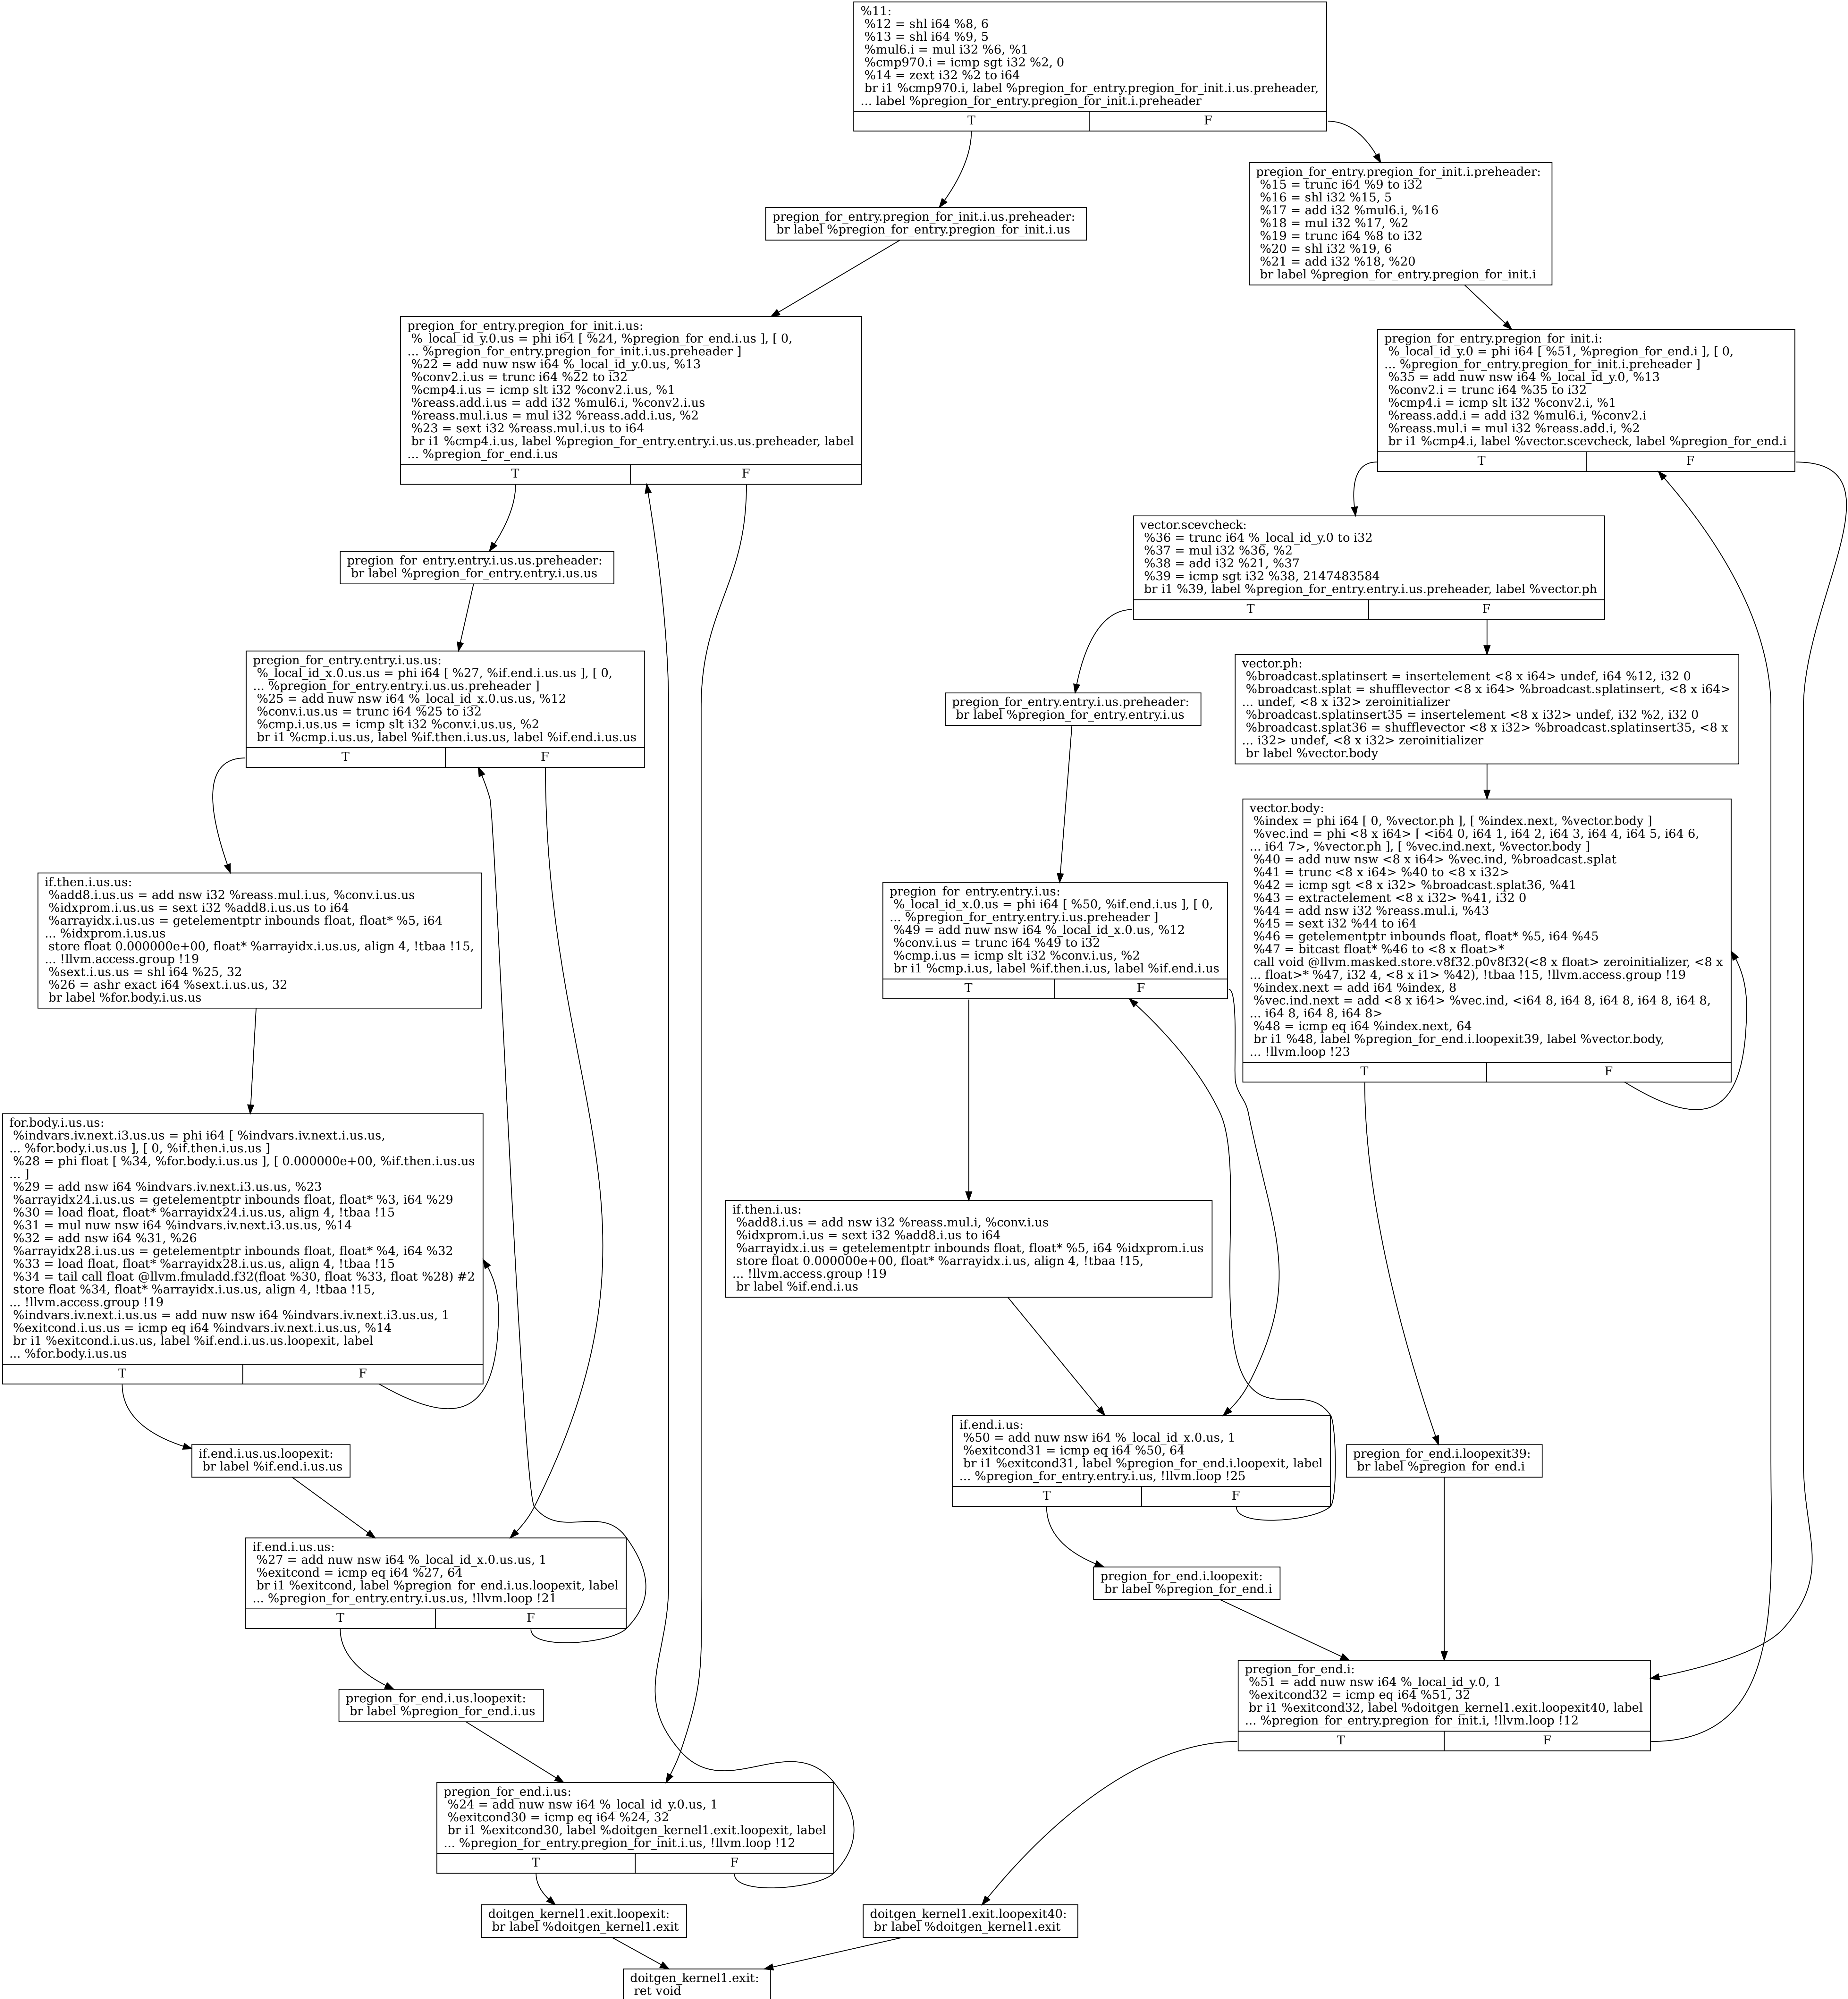 %11:
%12 = shl i64 %8, 6
%13 = shl i64 %9, 5
%mul6.i = mul i32 %6, %1
%cmp970.i = icmp sgt i32 %2, 0
%14 = zext i32 %2 to i64
br i1 %cmp970.i, label %pregion_for_entry.pregion_for_init.i.us.preheader,
... label %pregion_for_entry.pregion_for_init.i.preheader
T
F
pregion_for_entry.pregion_for_init.i.preheader:
%15 = trunc i64 %9 to i32
%16 = shl i32 %15, 5
%17 = add i32 %mul6.i, %16
%18 = mul i32 %17, %2
%19 = trunc i64 %8 to i32
%20 = shl i32 %19, 6
%21 = add i32 %18, %20
br label %pregion_for_entry.pregion_for_init.i
pregion_for_entry.pregion_for_init.i.us.preheader:
br label %pregion_for_entry.pregion_for_init.i.us
pregion_for_entry.pregion_for_init.i.us:
%_local_id_y.0.us = phi i64 [ %24, %pregion_for_end.i.us ], [ 0,
... %pregion_for_entry.pregion_for_init.i.us.preheader ]
%22 = add nuw nsw i64 %_local_id_y.0.us, %13
%conv2.i.us = trunc i64 %22 to i32
%cmp4.i.us = icmp slt i32 %conv2.i.us, %1
%reass.add.i.us = add i32 %mul6.i, %conv2.i.us
%reass.mul.i.us = mul i32 %reass.add.i.us, %2
%23 = sext i32 %reass.mul.i.us to i64
br i1 %cmp4.i.us, label %pregion_for_entry.entry.i.us.us.preheader, label
... %pregion_for_end.i.us
T
F
pregion_for_entry.pregion_for_init.i:
%_local_id_y.0 = phi i64 [ %51, %pregion_for_end.i ], [ 0,
... %pregion_for_entry.pregion_for_init.i.preheader ]
%35 = add nuw nsw i64 %_local_id_y.0, %13
%conv2.i = trunc i64 %35 to i32
%cmp4.i = icmp slt i32 %conv2.i, %1
%reass.add.i = add i32 %mul6.i, %conv2.i
%reass.mul.i = mul i32 %reass.add.i, %2
br i1 %cmp4.i, label %vector.scevcheck, label %pregion_for_end.i
T
F
vector.scevcheck:
%36 = trunc i64 %_local_id_y.0 to i32
%37 = mul i32 %36, %2
%38 = add i32 %21, %37
%39 = icmp sgt i32 %38, 2147483584
br i1 %39, label %pregion_for_entry.entry.i.us.preheader, label %vector.ph
T
F
pregion_for_entry.entry.i.us.us.preheader:
br label %pregion_for_entry.entry.i.us.us
pregion_for_entry.entry.i.us.us:
%_local_id_x.0.us.us = phi i64 [ %27, %if.end.i.us.us ], [ 0,
... %pregion_for_entry.entry.i.us.us.preheader ]
%25 = add nuw nsw i64 %_local_id_x.0.us.us, %12
%conv.i.us.us = trunc i64 %25 to i32
%cmp.i.us.us = icmp slt i32 %conv.i.us.us, %2
br i1 %cmp.i.us.us, label %if.then.i.us.us, label %if.end.i.us.us
T
F
vector.ph:
%broadcast.splatinsert = insertelement <8 x i64> undef, i64 %12, i32 0
%broadcast.splat = shufflevector <8 x i64> %broadcast.splatinsert, <8 x i64>
... undef, <8 x i32> zeroinitializer
%broadcast.splatinsert35 = insertelement <8 x i32> undef, i32 %2, i32 0
%broadcast.splat36 = shufflevector <8 x i32> %broadcast.splatinsert35, <8 x
... i32> undef, <8 x i32> zeroinitializer
br label %vector.body
pregion_for_entry.entry.i.us.preheader:
br label %pregion_for_entry.entry.i.us
vector.body:
%index = phi i64 [ 0, %vector.ph ], [ %index.next, %vector.body ]
%vec.ind = phi <8 x i64> [ <i64 0, i64 1, i64 2, i64 3, i64 4, i64 5, i64 6,
... i64 7>, %vector.ph ], [ %vec.ind.next, %vector.body ]
%40 = add nuw nsw <8 x i64> %vec.ind, %broadcast.splat
%41 = trunc <8 x i64> %40 to <8 x i32>
%42 = icmp sgt <8 x i32> %broadcast.splat36, %41
%43 = extractelement <8 x i32> %41, i32 0
%44 = add nsw i32 %reass.mul.i, %43
%45 = sext i32 %44 to i64
%46 = getelementptr inbounds float, float* %5, i64 %45
%47 = bitcast float* %46 to <8 x float>*
call void @llvm.masked.store.v8f32.p0v8f32(<8 x float> zeroinitializer, <8 x
... float>* %47, i32 4, <8 x i1> %42), !tbaa !15, !llvm.access.group !19
%index.next = add i64 %index, 8
%vec.ind.next = add <8 x i64> %vec.ind, <i64 8, i64 8, i64 8, i64 8, i64 8,
... i64 8, i64 8, i64 8>
%48 = icmp eq i64 %index.next, 64
br i1 %48, label %pregion_for_end.i.loopexit39, label %vector.body,
... !llvm.loop !23
T
F
if.then.i.us.us:
%add8.i.us.us = add nsw i32 %reass.mul.i.us, %conv.i.us.us
%idxprom.i.us.us = sext i32 %add8.i.us.us to i64
%arrayidx.i.us.us = getelementptr inbounds float, float* %5, i64
... %idxprom.i.us.us
store float 0.000000e+00, float* %arrayidx.i.us.us, align 4, !tbaa !15,
... !llvm.access.group !19
%sext.i.us.us = shl i64 %25, 32
%26 = ashr exact i64 %sext.i.us.us, 32
br label %for.body.i.us.us
pregion_for_entry.entry.i.us:
%_local_id_x.0.us = phi i64 [ %50, %if.end.i.us ], [ 0,
... %pregion_for_entry.entry.i.us.preheader ]
%49 = add nuw nsw i64 %_local_id_x.0.us, %12
%conv.i.us = trunc i64 %49 to i32
%cmp.i.us = icmp slt i32 %conv.i.us, %2
br i1 %cmp.i.us, label %if.then.i.us, label %if.end.i.us
T
F
for.body.i.us.us:
%indvars.iv.next.i3.us.us = phi i64 [ %indvars.iv.next.i.us.us,
... %for.body.i.us.us ], [ 0, %if.then.i.us.us ]
%28 = phi float [ %34, %for.body.i.us.us ], [ 0.000000e+00, %if.then.i.us.us
... ]
%29 = add nsw i64 %indvars.iv.next.i3.us.us, %23
%arrayidx24.i.us.us = getelementptr inbounds float, float* %3, i64 %29
%30 = load float, float* %arrayidx24.i.us.us, align 4, !tbaa !15
%31 = mul nuw nsw i64 %indvars.iv.next.i3.us.us, %14
%32 = add nsw i64 %31, %26
%arrayidx28.i.us.us = getelementptr inbounds float, float* %4, i64 %32
%33 = load float, float* %arrayidx28.i.us.us, align 4, !tbaa !15
%34 = tail call float @llvm.fmuladd.f32(float %30, float %33, float %28) #2
store float %34, float* %arrayidx.i.us.us, align 4, !tbaa !15,
... !llvm.access.group !19
%indvars.iv.next.i.us.us = add nuw nsw i64 %indvars.iv.next.i3.us.us, 1
%exitcond.i.us.us = icmp eq i64 %indvars.iv.next.i.us.us, %14
br i1 %exitcond.i.us.us, label %if.end.i.us.us.loopexit, label
... %for.body.i.us.us
T
F
if.then.i.us:
%add8.i.us = add nsw i32 %reass.mul.i, %conv.i.us
%idxprom.i.us = sext i32 %add8.i.us to i64
%arrayidx.i.us = getelementptr inbounds float, float* %5, i64 %idxprom.i.us
store float 0.000000e+00, float* %arrayidx.i.us, align 4, !tbaa !15,
... !llvm.access.group !19
br label %if.end.i.us
if.end.i.us:
%50 = add nuw nsw i64 %_local_id_x.0.us, 1
%exitcond31 = icmp eq i64 %50, 64
br i1 %exitcond31, label %pregion_for_end.i.loopexit, label
... %pregion_for_entry.entry.i.us, !llvm.loop !25
T
F
if.end.i.us.us.loopexit:
br label %if.end.i.us.us
pregion_for_end.i.loopexit39:
br label %pregion_for_end.i
if.end.i.us.us:
%27 = add nuw nsw i64 %_local_id_x.0.us.us, 1
%exitcond = icmp eq i64 %27, 64
br i1 %exitcond, label %pregion_for_end.i.us.loopexit, label
... %pregion_for_entry.entry.i.us.us, !llvm.loop !21
T
F
pregion_for_end.i.loopexit:
br label %pregion_for_end.i
pregion_for_end.i:
%51 = add nuw nsw i64 %_local_id_y.0, 1
%exitcond32 = icmp eq i64 %51, 32
br i1 %exitcond32, label %doitgen_kernel1.exit.loopexit40, label
... %pregion_for_entry.pregion_for_init.i, !llvm.loop !12
T
F
pregion_for_end.i.us.loopexit:
br label %pregion_for_end.i.us
pregion_for_end.i.us:
%24 = add nuw nsw i64 %_local_id_y.0.us, 1
%exitcond30 = icmp eq i64 %24, 32
br i1 %exitcond30, label %doitgen_kernel1.exit.loopexit, label
... %pregion_for_entry.pregion_for_init.i.us, !llvm.loop !12
T
F
doitgen_kernel1.exit.loopexit:
br label %doitgen_kernel1.exit
doitgen_kernel1.exit.loopexit40:
br label %doitgen_kernel1.exit
doitgen_kernel1.exit:
ret void